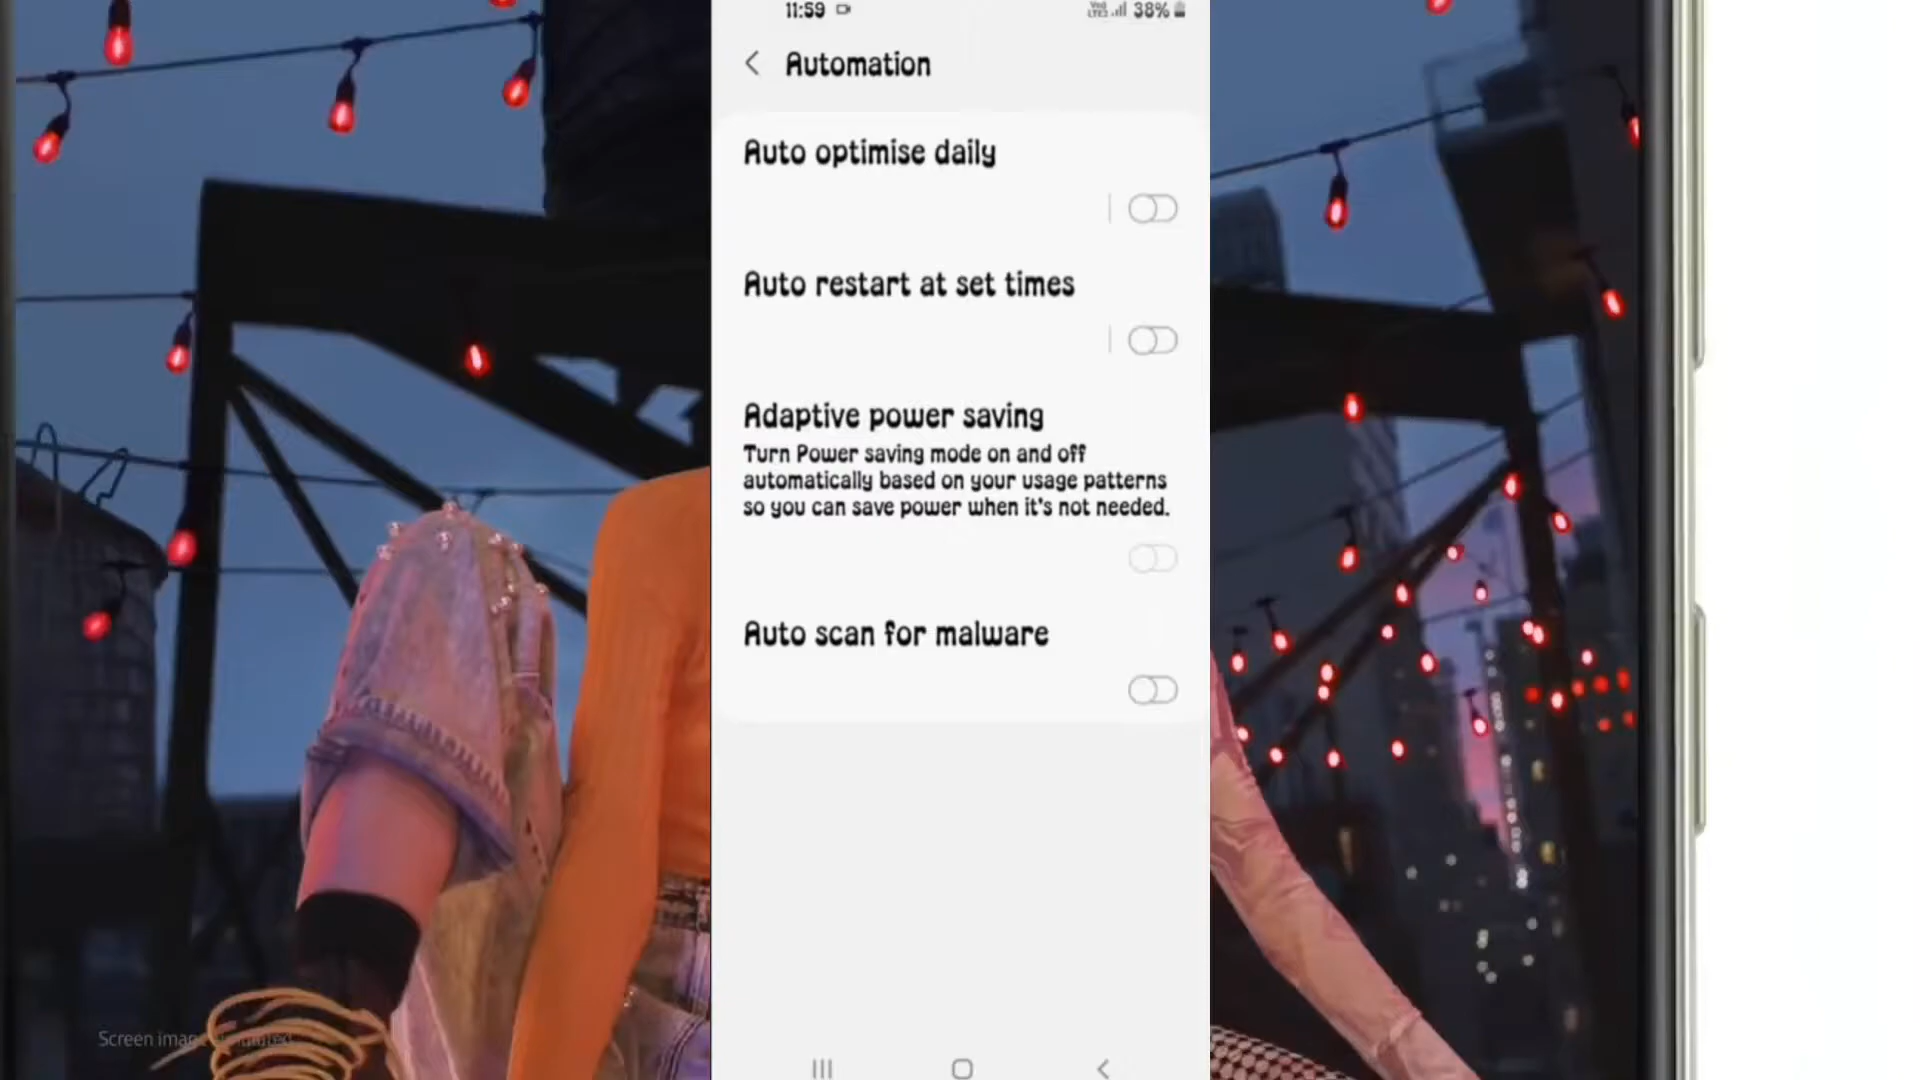 11:59
38%
Automation
Auto optimise daily
Auto restart at set times
Adaptive power saving
Turn Power saving mode on and off
automatically based on your usage patterns
so you can save power when it's not needed.
Auto scan for malware
Screen image